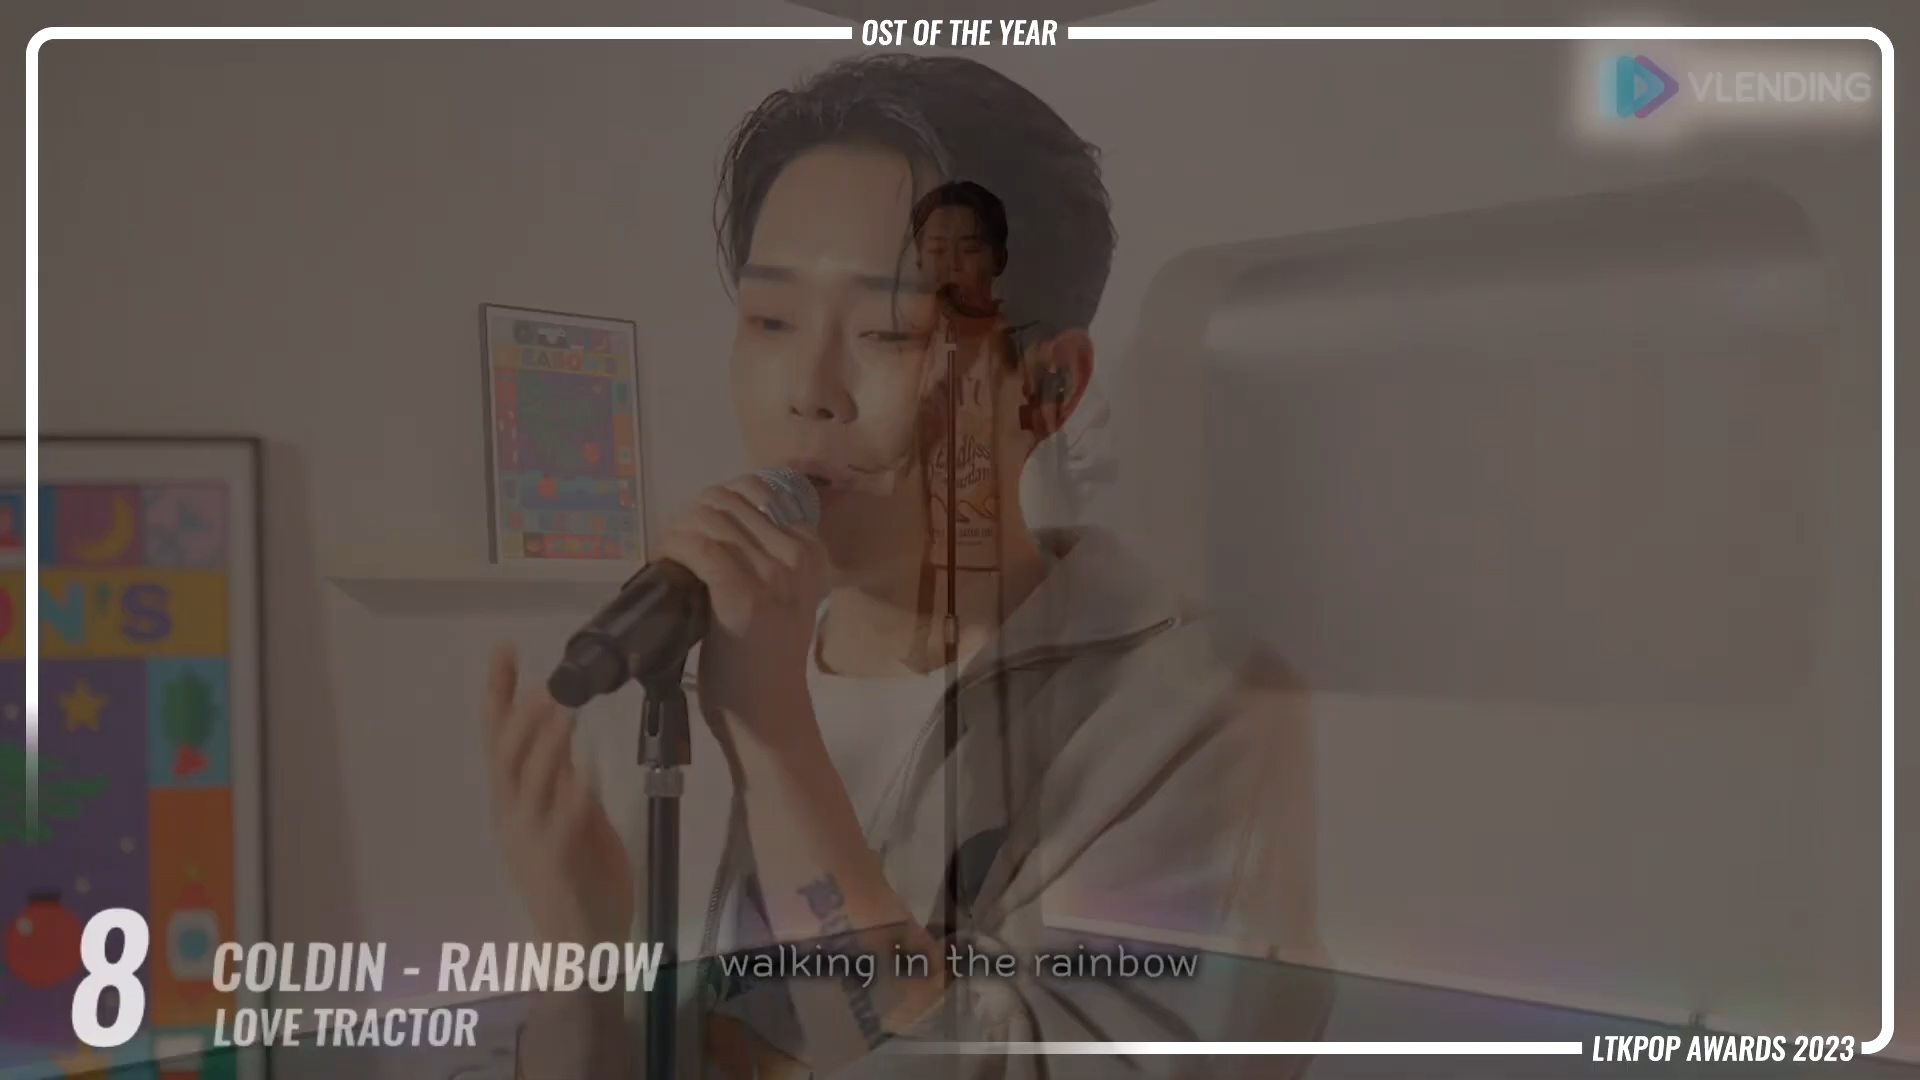 OST OF THE YEAR
VLENDING
N'S
8
COLDIN - RAINBOW
LOVE TRACTOR
walking in the rainbow
LTKPOP AWARDS 2023